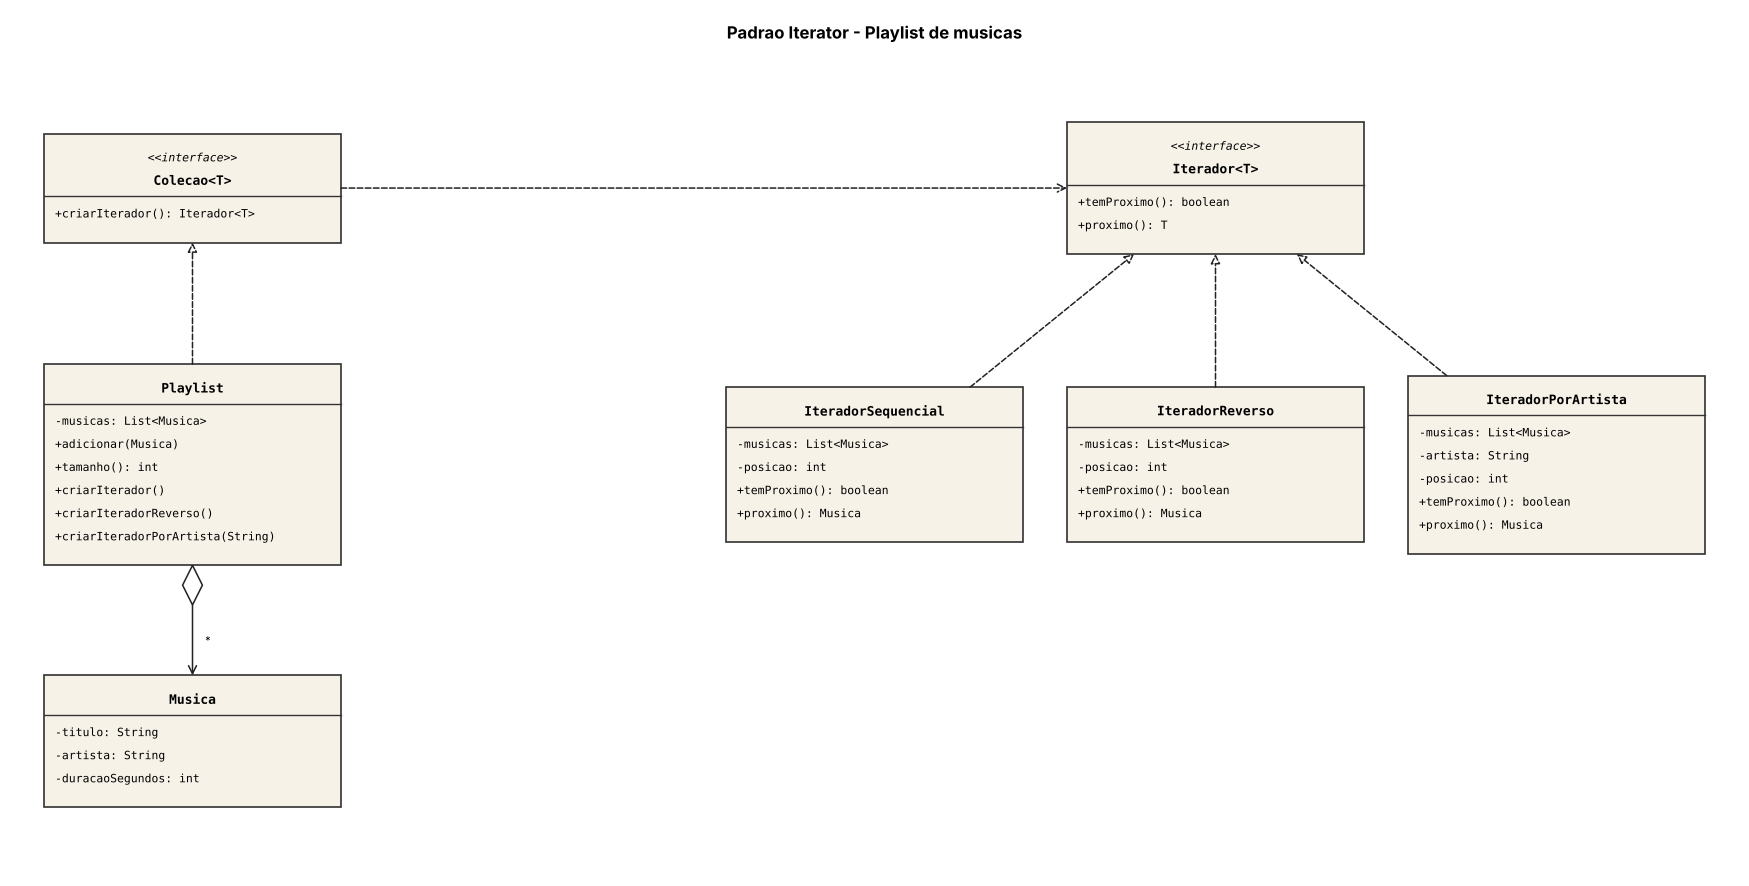 Padrao Iterator - Playlist de musicas
<<interface>>
Colecao<T>
+criarIterador(): Iterador<T>
<<interface>>
Iterador<T>
+temProximo(): boolean
+proximo(): T
Playlist
-musicas: List<Musica>
+adicionar(Musica)
+tamanho(): int
+criarIterador()
+criarIteradorReverso()
+criarIteradorPorArtista(String)
IteradorSequencial
-musicas: List<Musica>
-posicao: int
+temProximo(): boolean
+proximo(): Musica
IteradorReverso
-musicas: List<Musica>
-posicao: int
+temProximo(): boolean
+proximo(): Musica
IteradorPorArtista
-musicas: List<Musica>
-artista: String
-posicao: int
+temProximo(): boolean
+proximo(): Musica
*
Musica
-titulo: String
-artista: String
-duracaoSegundos: int